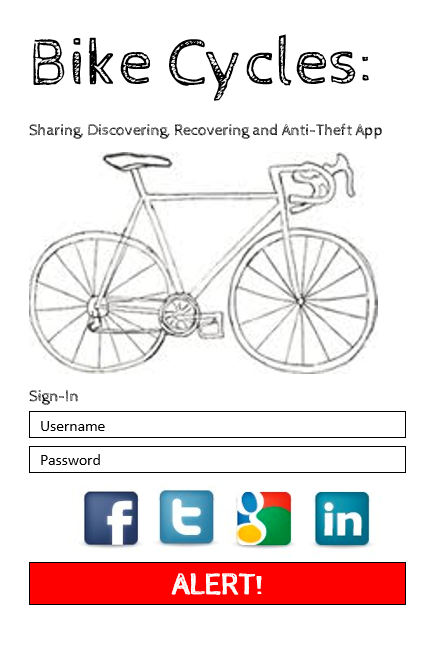 Bike Cycles:
Sharing, Discovering, Recovering and Anti-Theft App
Sign-In
Username
Password
f t g in
ALERT!